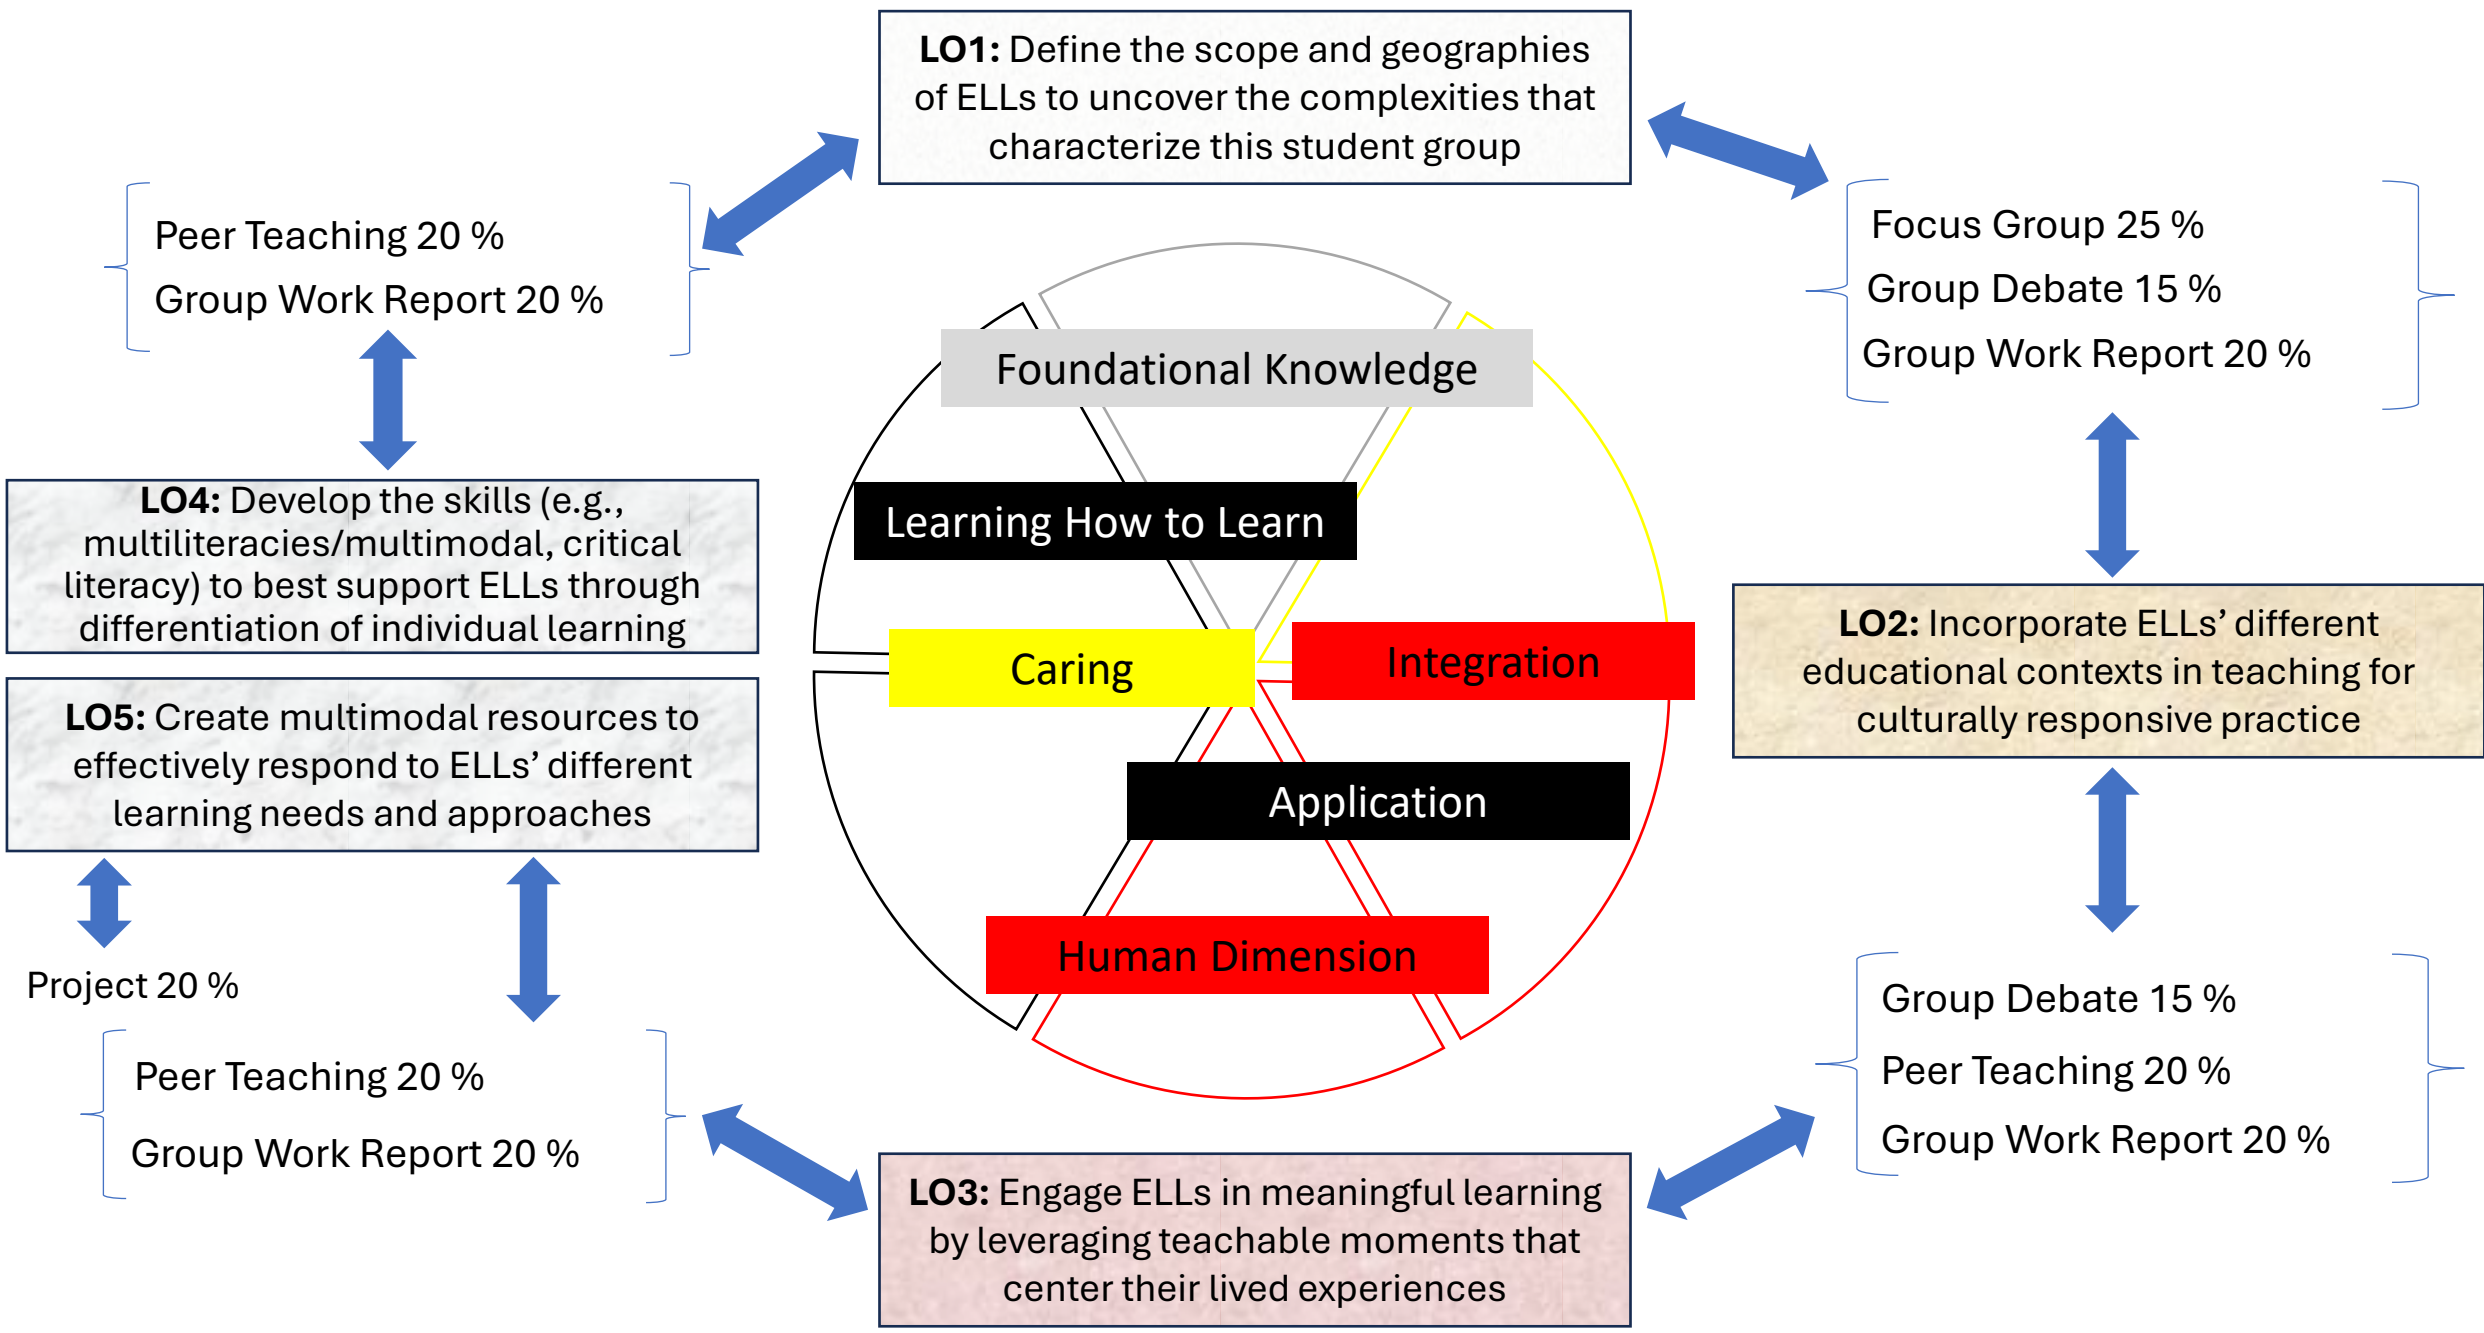 LO1: Define the scope and geographies
of ELLs to uncover the complexities that
characterize this student group
Peer Teaching 20 %
Group Work Report 20 %
Focus Group 25 %
Group Debate 15 %
Group Work Report 20 %
Foundational Knowledge
Learning How to Learn
Caring
Integration
Application
Human Dimension
LO4: Develop the skills (e.g.,
multiliteracies/multimodal, critical
literacy) to best support ELLs through
differentiation of individual learning
LO5: Create multimodal resources to
effectively respond to ELLs’ different
learning needs and approaches
LO2: Incorporate ELLs’ different
educational contexts in teaching for
culturally responsive practice
Project 20 %
Peer Teaching 20 %
Group Work Report 20 %
Group Debate 15 %
Peer Teaching 20 %
Group Work Report 20 %
LO3: Engage ELLs in meaningful learning
by leveraging teachable moments that
center their lived experiences